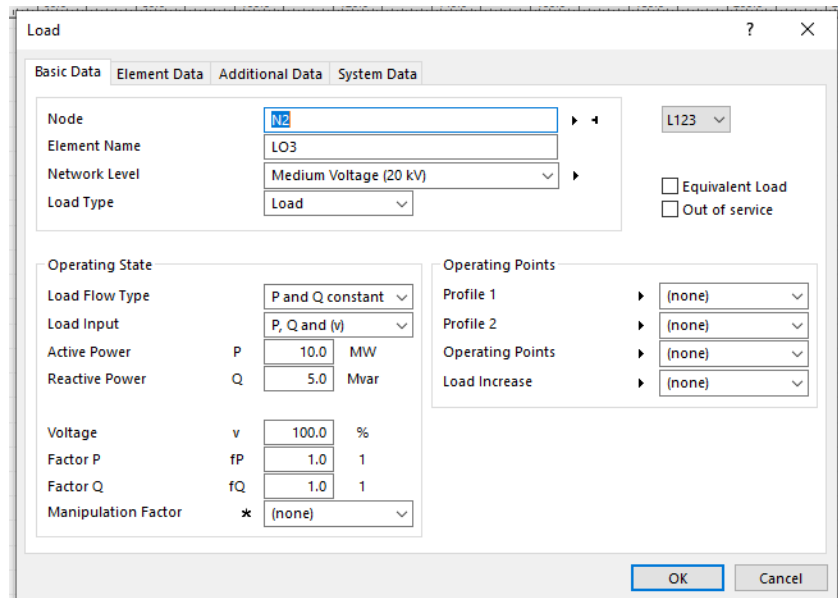 Load ? ×
Basic Data Element Data Additional Data System Data
Node N2 L123
Element Name LO3
Network Level Medium Voltage (20 kV) Equivalent Load
Load Type Load Out of service
Operating State
Load Flow Type P and Q constant
Load Input P, Q and (v)
Active Power P 10.0 MW
Reactive Power Q 5.0 Mvar
Voltage v 100.0 %
Factor P fP 1.0 1
Factor Q fQ 1.0 1
Manipulation Factor * (none)
Operating Points
Profile 1 (none)
Profile 2 (none)
Operating Points (none)
Load Increase (none)
OK Cancel